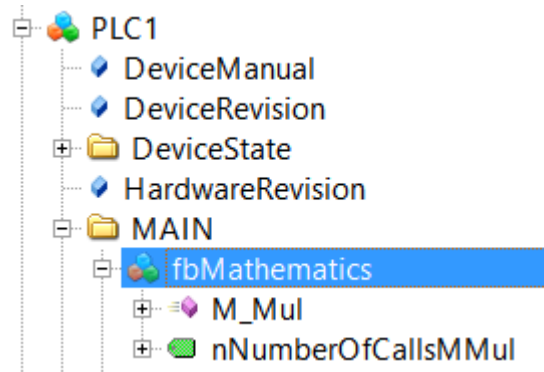 PLC1
DeviceManual
DeviceRevision
DeviceState
HardwareRevision
MAIN
fbMathematics
M_Mul
nNumberOfCallsMMul